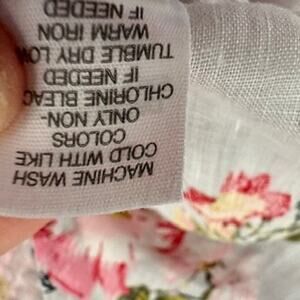 MACHINE WASH
COLD WITH LIKE
COLORS
ONLY NON-
CHLORINE BLEAC
IF NEEDED
TUMBLE DRY LOW
WARM IRON
IF NEEDED